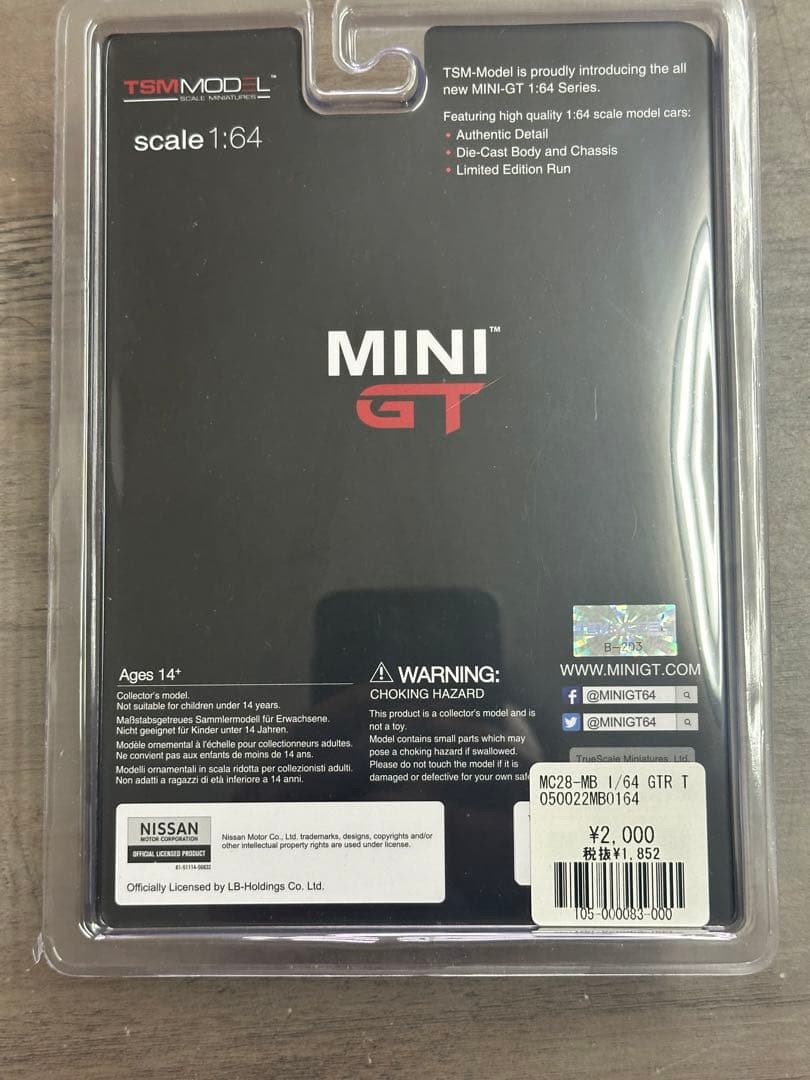 TSMMODEL™
SCALE MINIATURES
scale 1:64
TSM-Model is proudly introducing the all
new MINI-GT 1:64 Series.
Featuring high quality 1:64 scale model cars:
• Authentic Detail
• Die-Cast Body and Chassis
• Limited Edition Run
MINI™
GT
B-293
WWW.MINIGT.COM
@MINIGT64
@MINIGT64
TrueScale Miniatures, Ltd.
Ages 14+
Collector's model.
Not suitable for children under 14 years.
Maßstabsgetreues Sammlermodell für Erwachsene.
Nicht geeignet für Kinder unter 14 Jahren.
Modèle ornemental à l'échelle pour collectionneurs adultes.
Ne convient pas aux enfants de moins de 14 ans.
Modelli ornamentali in scala ridotta per collezionisti adulti.
Non adatti a ragazzi di età inferiore a 14 anni.
WARNING:
CHOKING HAZARD
This product is a collector's model and is
not a toy.
Model contains small parts which may
pose a choking hazard if swallowed.
Please do not touch the model if it is
damaged or defective for your own safe
NISSAN
MOTOR CORPORATION
OFFICIAL LICENSED PRODUCT
Nissan Motor Co., Ltd. trademarks, designs, copyrights and/or
other intellectual property rights are used under license.
Officially Licensed by LB-Holdings Co. Ltd.
MC28-MB 1/64 GTR T
050022MB0164
¥2,000
税抜¥1,852
105-000083-000